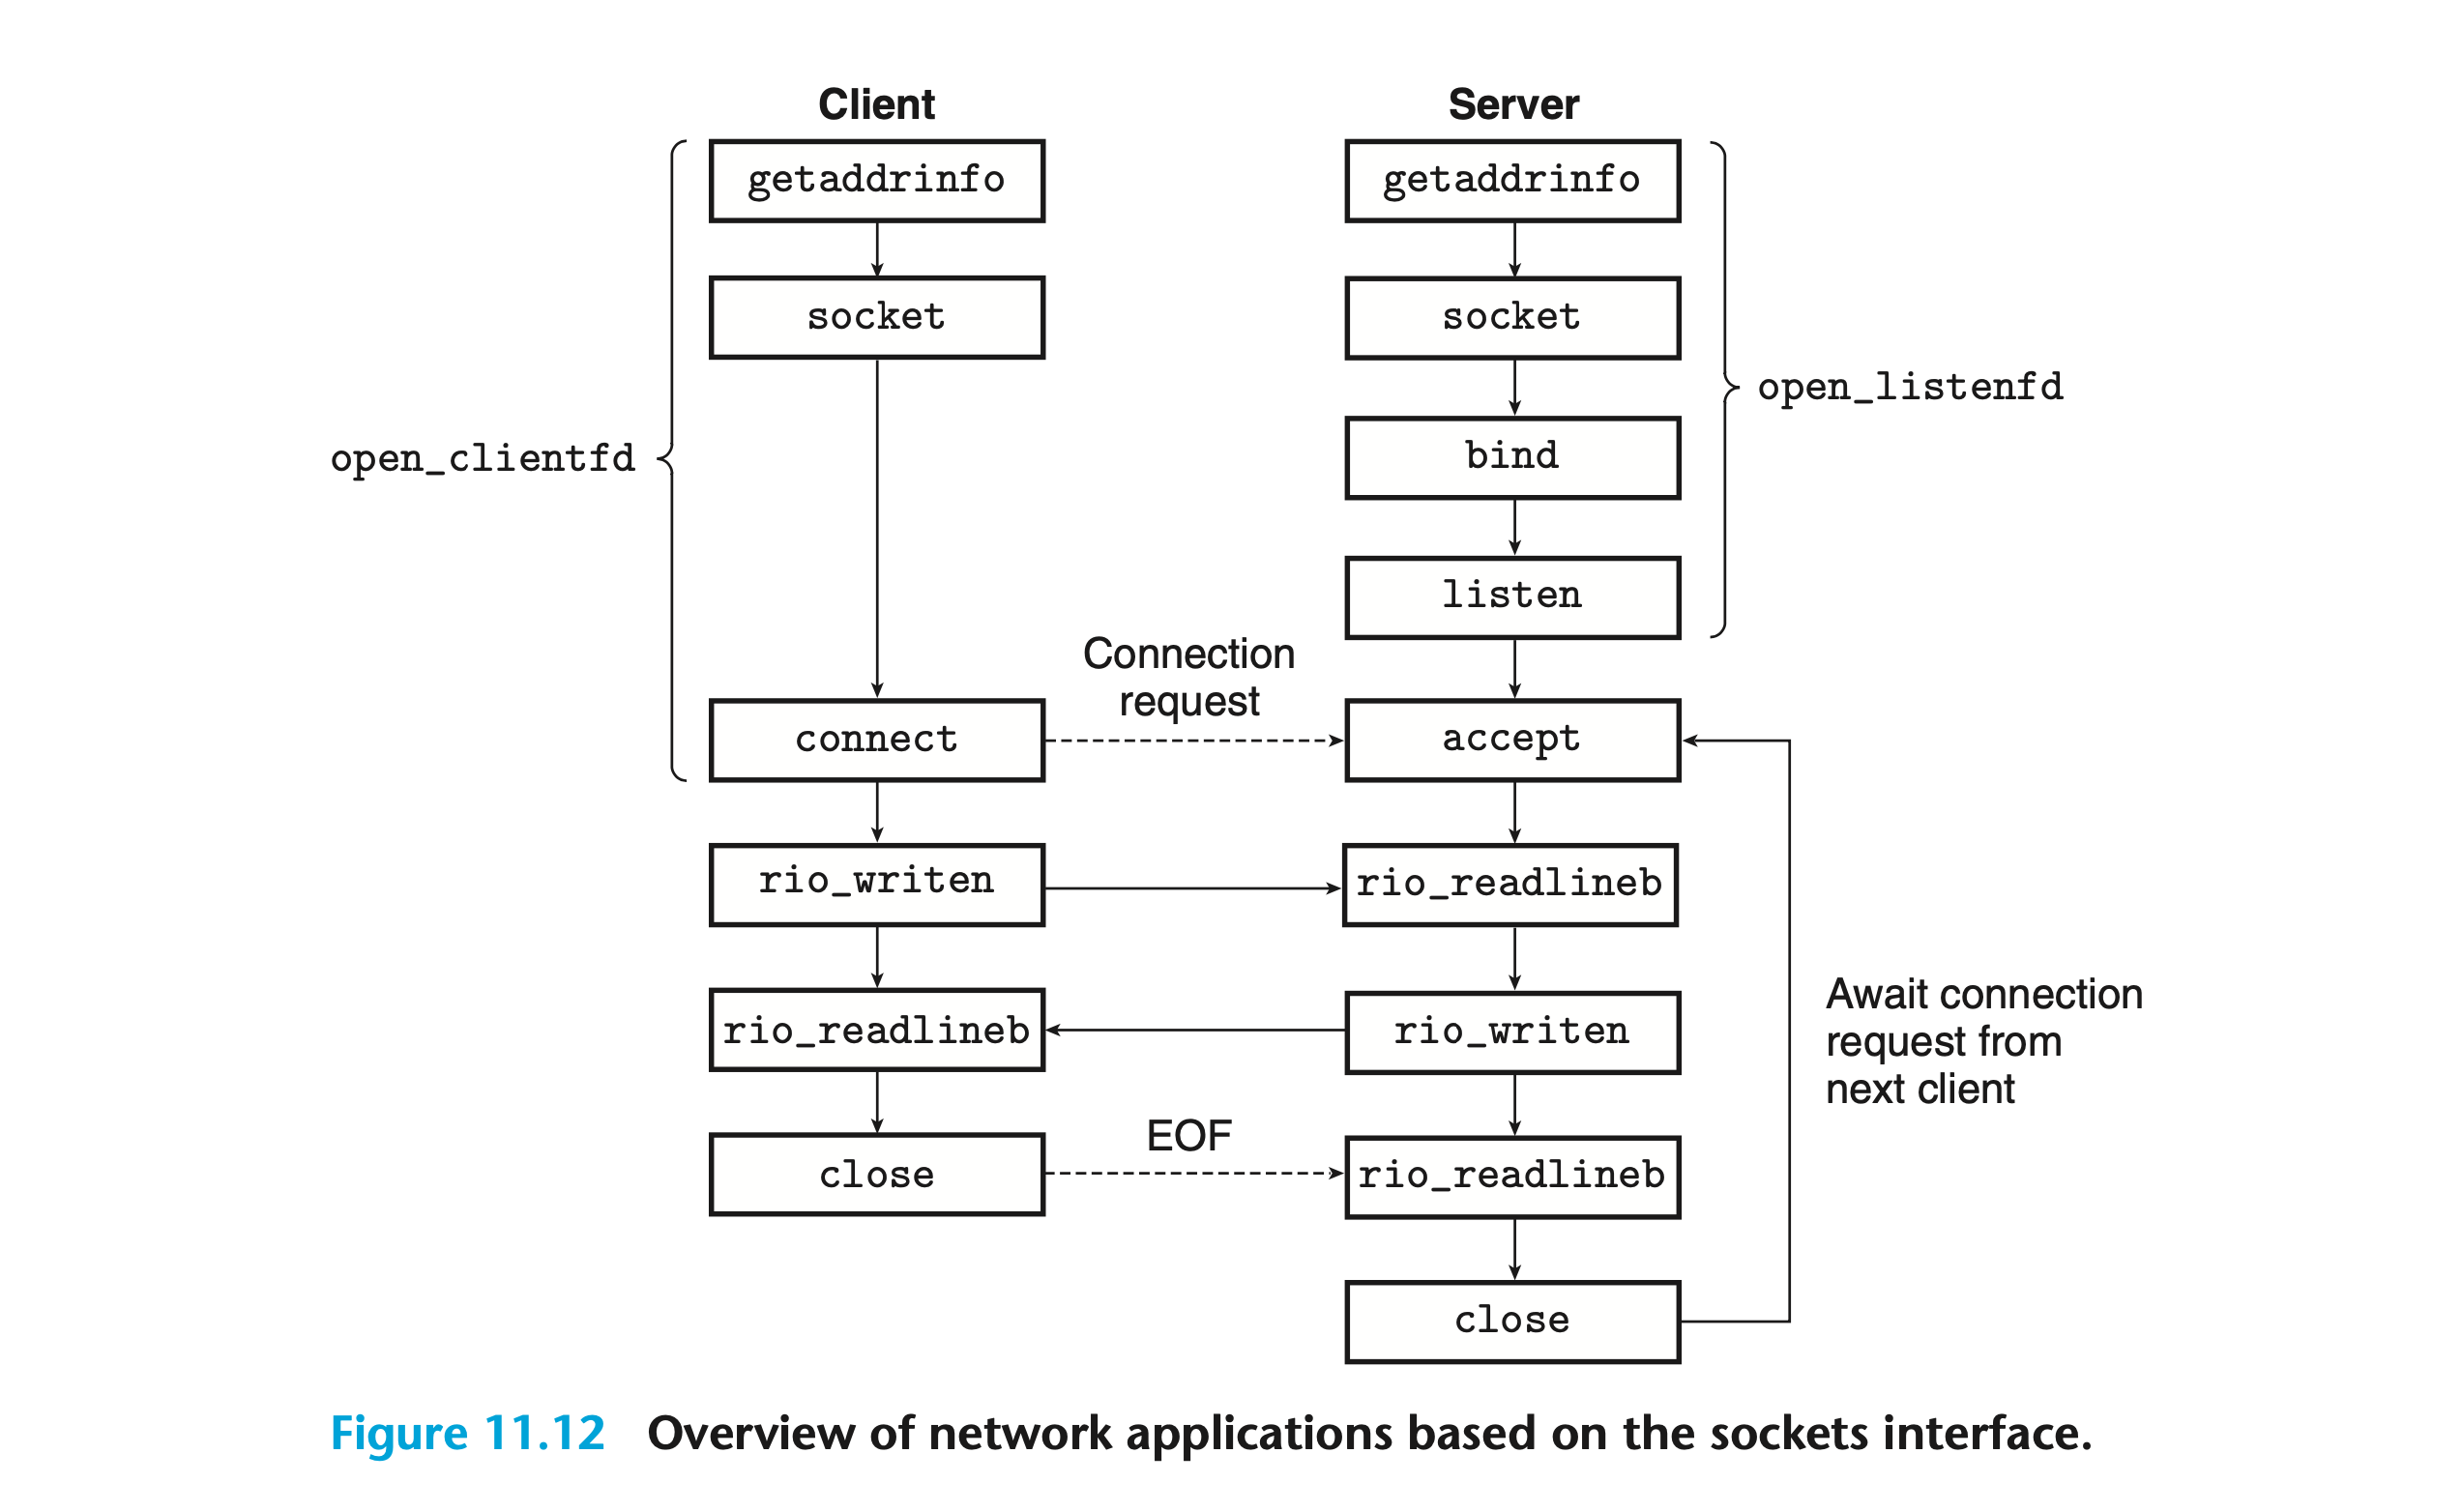 Client
Server
getaddrinfo
getaddrinfo
socket
socket
open_listenfd
bind
open_clientfd
listen
Connection
request
connect
accept
rio_writen
rio_readlineb
rio_readlineb
rio_writen
Await connection
request from
next client
EOF
close
rio_readlineb
close
Figure 11.12 Overview of network applications based on the sockets interface.